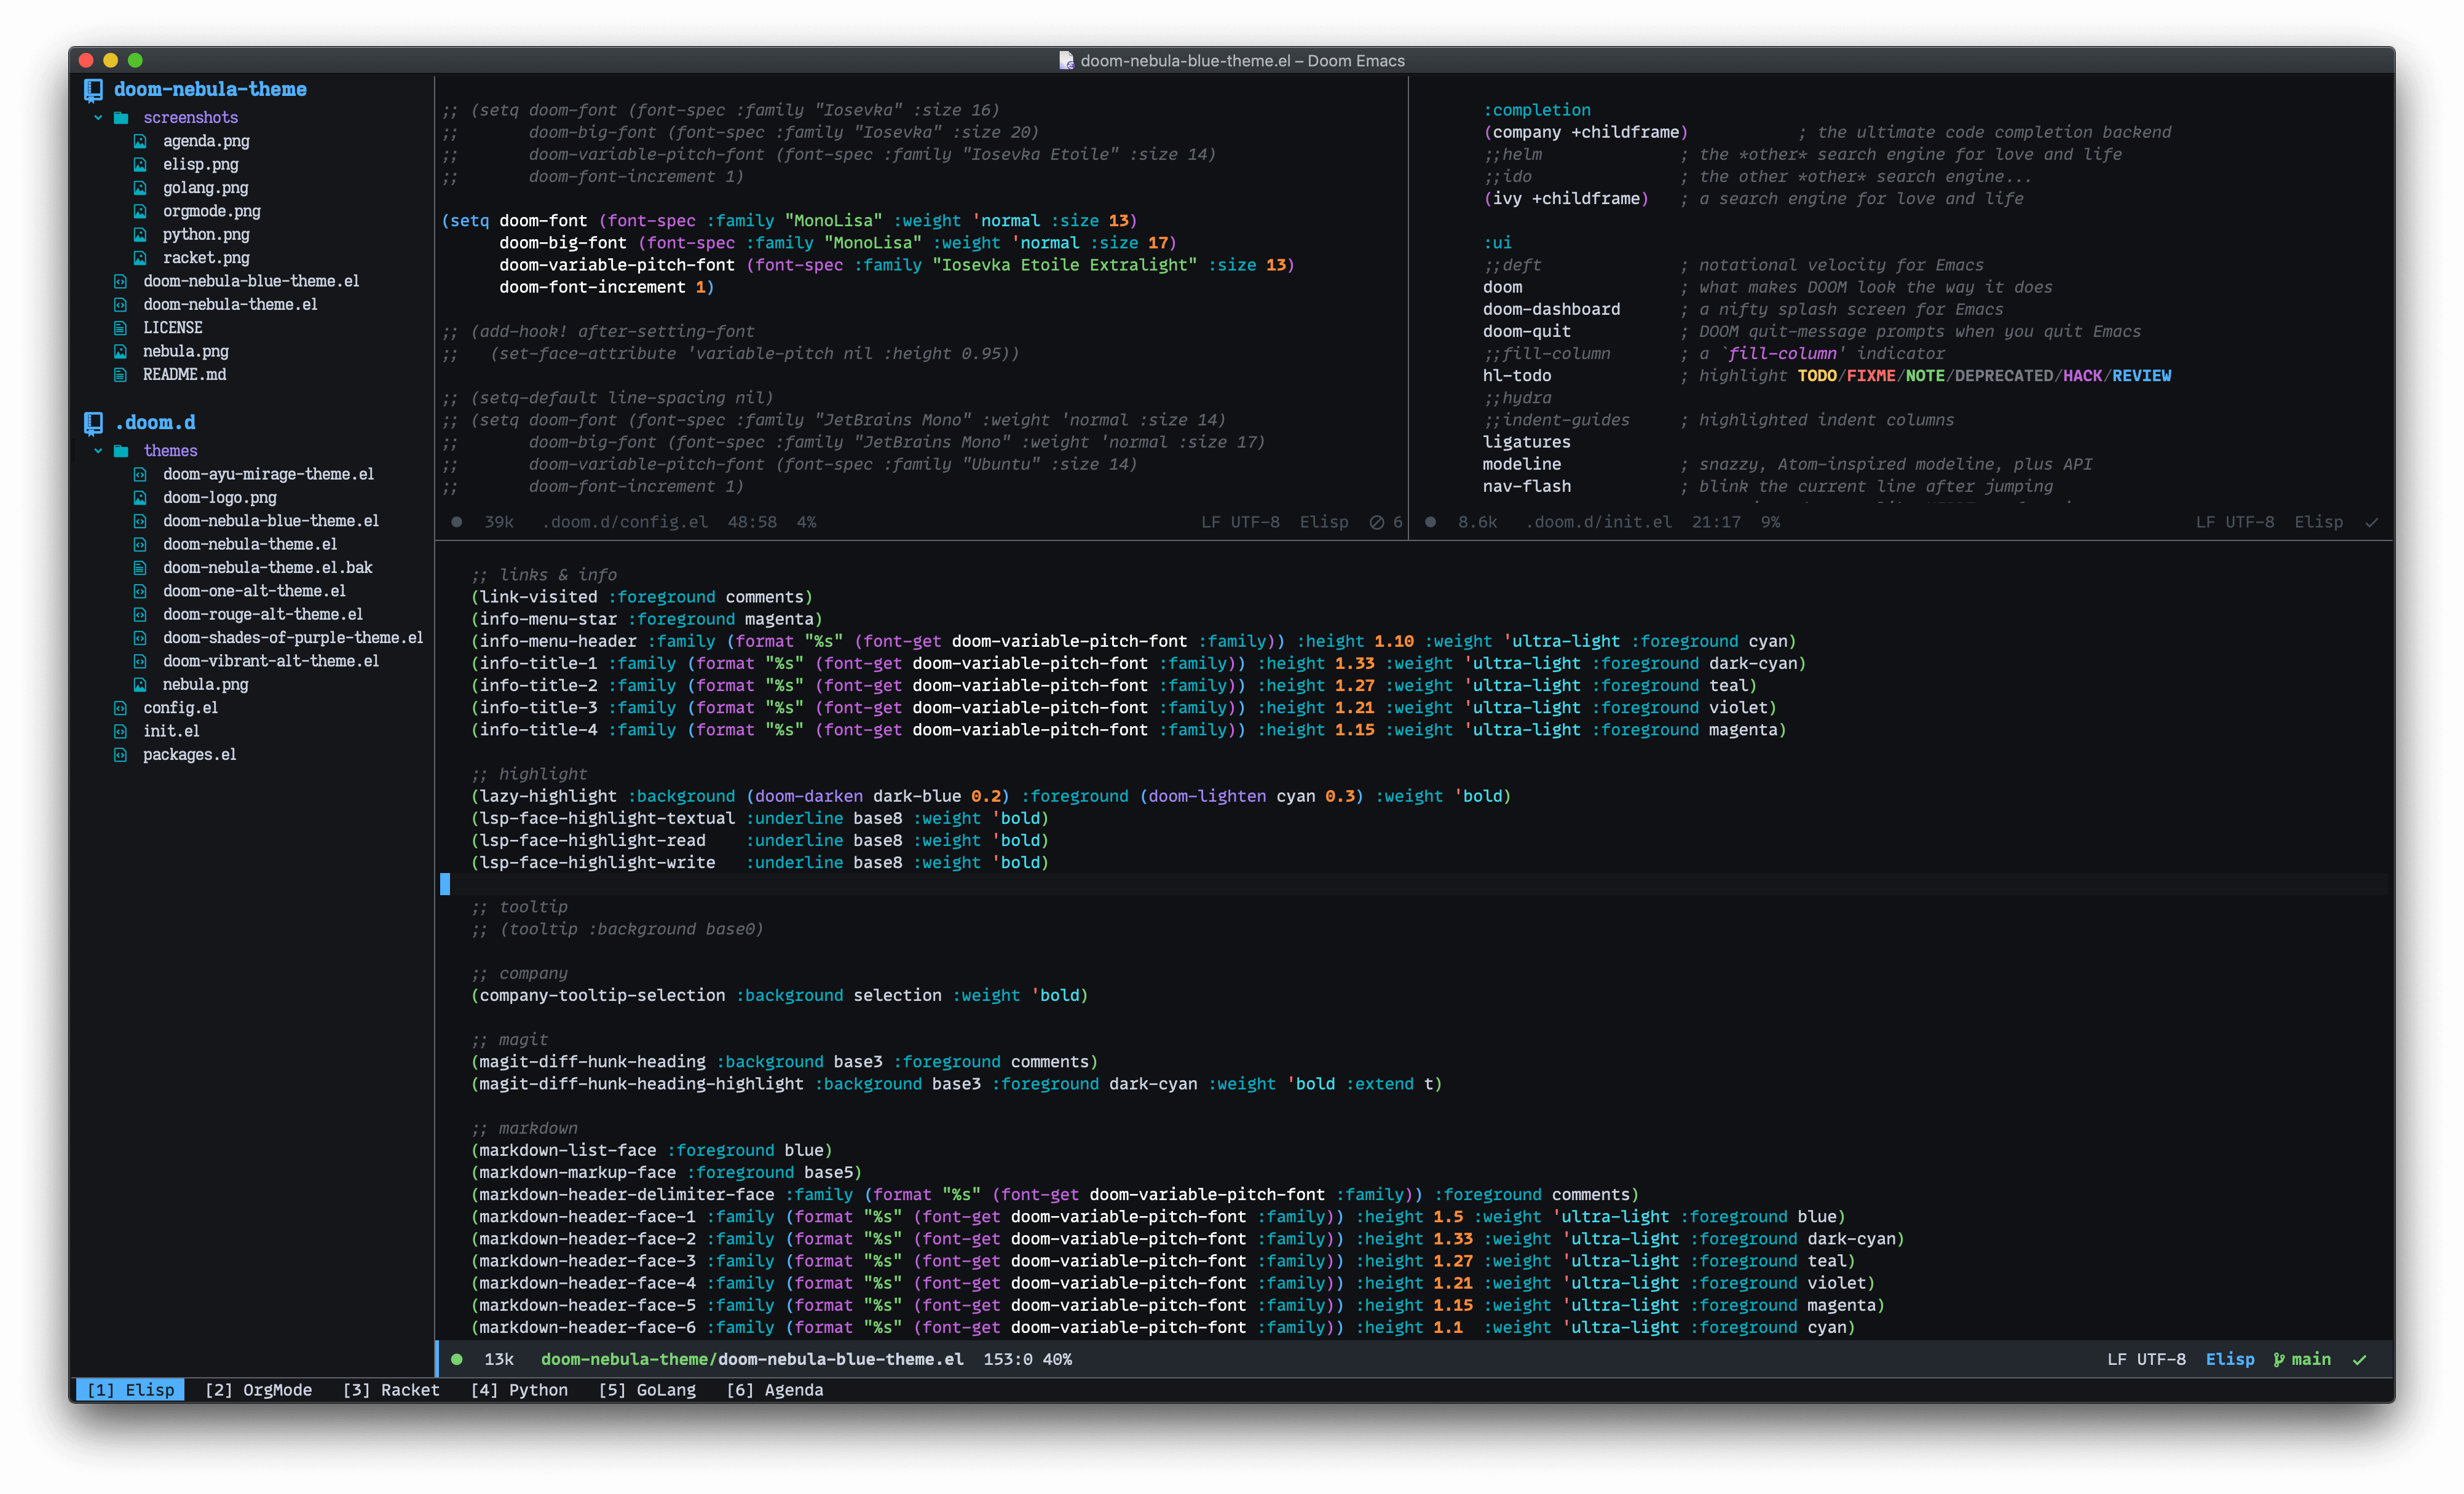 doom-nebula-blue-theme.el – Doom Emacs
doom-nebula-theme
screenshots
agenda.png
elisp.png
golang.png
orgmode.png
python.png
racket.png
doom-nebula-blue-theme.el
doom-nebula-theme.el
LICENSE
nebula.png
README.md
.doom.d
themes
doom-ayu-mirage-theme.el
doom-logo.png
doom-nebula-blue-theme.el
doom-nebula-theme.el
doom-nebula-theme.el.bak
doom-one-alt-theme.el
doom-rouge-alt-theme.el
doom-shades-of-purple-theme.el
doom-vibrant-alt-theme.el
nebula.png
config.el
init.el
packages.el
;; (setq doom-font (font-spec :family "Iosevka" :size 16)
;;       doom-big-font (font-spec :family "Iosevka" :size 20)
;;       doom-variable-pitch-font (font-spec :family "Iosevka Etoile" :size 14)
;;       doom-font-increment 1)
(setq doom-font (font-spec :family "MonoLisa" :weight 'normal :size 13)
      doom-big-font (font-spec :family "MonoLisa" :weight 'normal :size 17)
      doom-variable-pitch-font (font-spec :family "Iosevka Etoile Extralight" :size 13)
      doom-font-increment 1)
;; (add-hook! after-setting-font
;;   (set-face-attribute 'variable-pitch nil :height 0.95))
;; (setq-default line-spacing nil)
;; (setq doom-font (font-spec :family "JetBrains Mono" :weight 'normal :size 14)
;;       doom-big-font (font-spec :family "JetBrains Mono" :weight 'normal :size 17)
;;       doom-variable-pitch-font (font-spec :family "Ubuntu" :size 14)
;;       doom-font-increment 1)
39k .doom.d/config.el 48:58 4% LF UTF-8 Elisp 6
:completion
(company +childframe)           ; the ultimate code completion backend
;;helm              ; the *other* search engine for love and life
;;ido               ; the other *other* search engine...
(ivy +childframe)   ; a search engine for love and life
:ui
;;deft              ; notational velocity for Emacs
doom                ; what makes DOOM look the way it does
doom-dashboard      ; a nifty splash screen for Emacs
doom-quit           ; DOOM quit-message prompts when you quit Emacs
;;fill-column       ; a `fill-column' indicator
hl-todo             ; highlight TODO/FIXME/NOTE/DEPRECATED/HACK/REVIEW
;;hydra
;;indent-guides     ; highlighted indent columns
ligatures
modeline            ; snazzy, Atom-inspired modeline, plus API
nav-flash           ; blink the current line after jumping
8.6k .doom.d/init.el 21:17 9% LF UTF-8 Elisp
;; links & info
(link-visited :foreground comments)
(info-menu-star :foreground magenta)
(info-menu-header :family (format "%s" (font-get doom-variable-pitch-font :family)) :height 1.10 :weight 'ultra-light :foreground cyan)
(info-title-1 :family (format "%s" (font-get doom-variable-pitch-font :family)) :height 1.33 :weight 'ultra-light :foreground dark-cyan)
(info-title-2 :family (format "%s" (font-get doom-variable-pitch-font :family)) :height 1.27 :weight 'ultra-light :foreground teal)
(info-title-3 :family (format "%s" (font-get doom-variable-pitch-font :family)) :height 1.21 :weight 'ultra-light :foreground violet)
(info-title-4 :family (format "%s" (font-get doom-variable-pitch-font :family)) :height 1.15 :weight 'ultra-light :foreground magenta)
;; highlight
(lazy-highlight :background (doom-darken dark-blue 0.2) :foreground (doom-lighten cyan 0.3) :weight 'bold)
(lsp-face-highlight-textual :underline base8 :weight 'bold)
(lsp-face-highlight-read    :underline base8 :weight 'bold)
(lsp-face-highlight-write   :underline base8 :weight 'bold)
;; tooltip
;; (tooltip :background base0)
;; company
(company-tooltip-selection :background selection :weight 'bold)
;; magit
(magit-diff-hunk-heading :background base3 :foreground comments)
(magit-diff-hunk-heading-highlight :background base3 :foreground dark-cyan :weight 'bold :extend t)
;; markdown
(markdown-list-face :foreground blue)
(markdown-markup-face :foreground base5)
(markdown-header-delimiter-face :family (format "%s" (font-get doom-variable-pitch-font :family)) :foreground comments)
(markdown-header-face-1 :family (format "%s" (font-get doom-variable-pitch-font :family)) :height 1.5 :weight 'ultra-light :foreground blue)
(markdown-header-face-2 :family (format "%s" (font-get doom-variable-pitch-font :family)) :height 1.33 :weight 'ultra-light :foreground dark-cyan)
(markdown-header-face-3 :family (format "%s" (font-get doom-variable-pitch-font :family)) :height 1.27 :weight 'ultra-light :foreground teal)
(markdown-header-face-4 :family (format "%s" (font-get doom-variable-pitch-font :family)) :height 1.21 :weight 'ultra-light :foreground violet)
(markdown-header-face-5 :family (format "%s" (font-get doom-variable-pitch-font :family)) :height 1.15 :weight 'ultra-light :foreground magenta)
(markdown-header-face-6 :family (format "%s" (font-get doom-variable-pitch-font :family)) :height 1.1  :weight 'ultra-light :foreground cyan)
13k doom-nebula-theme/doom-nebula-blue-theme.el 153:0 40% LF UTF-8 Elisp main
[1] Elisp [2] OrgMode [3] Racket [4] Python [5] GoLang [6] Agenda